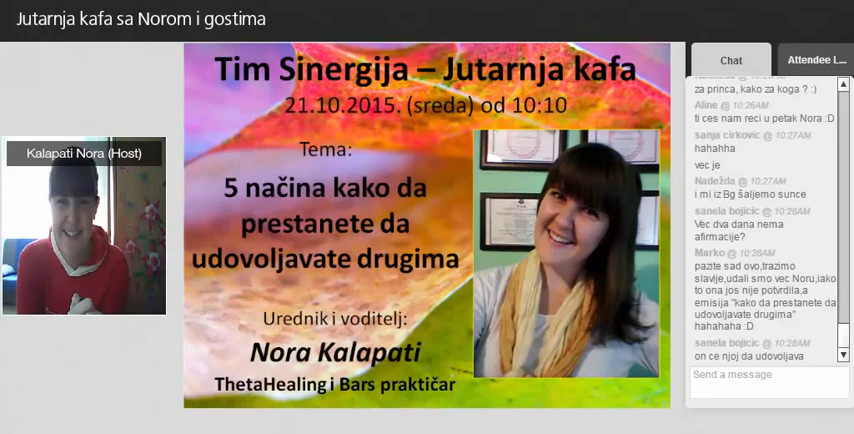 Jutarnja kafa sa Norom i gostima
Kalapati Nora (Host)
Tim Sinergija – Jutarnja kafa
21.10.2015. (sreda) od 10:10
Tema:
5 načina kako da
prestanete da
udovoljavate drugima
Urednik i voditelj:
Nora Kalapati
ThetaHealing i Bars praktičar
Chat
Attendee L...
za princa, kako za koga ? :)
Aline @ 10:26AM
ti ces nam reci u petak Nora :D
sanja cirkovic @ 10:27AM
hahahha
vec je
Nadežda @ 10:27AM
i mi iz Bg šaljemo sunce
sanela bojicic @ 10:28AM
Vec dva dana nema
afirmacije?
Marko @ 10:28AM
pazite sad ovo,trazimo
slavlje,udali smo vec Noru,iako
to ona jos nije potvrdila,a
emisija "kako da prestanete da
udovoljavate drugima"
hahahaha :D
sanela bojicic @ 10:28AM
on ce njoj da udovoljava
Send a message